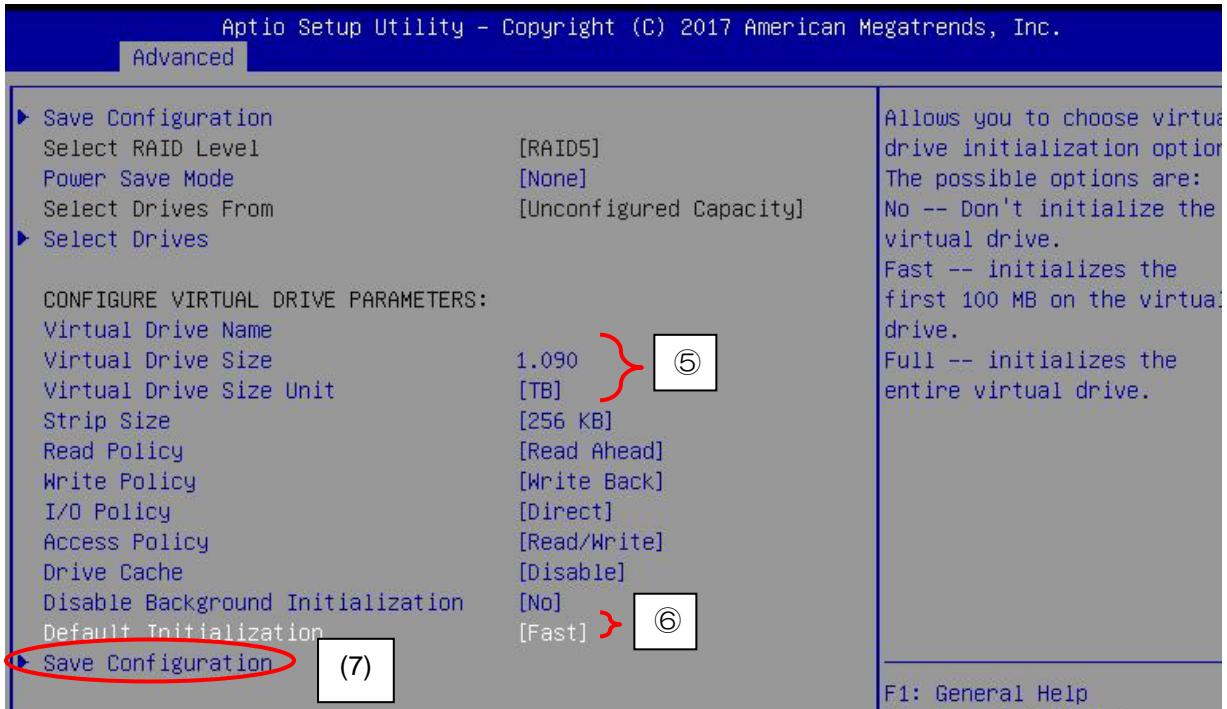 Aptio Setup Utility – Copyright (C) 2017 American Megatrends, Inc.
Advanced
Save Configuration
Select RAID Level [RAID5]
Power Save Mode [None]
Select Drives From [Unconfigured Capacity]
Select Drives
CONFIGURE VIRTUAL DRIVE PARAMETERS:
Virtual Drive Name
Virtual Drive Size 1.090
Virtual Drive Size Unit [TB]
⑤
Strip Size [256 KB]
Read Policy [Read Ahead]
Write Policy [Write Back]
I/O Policy [Direct]
Access Policy [Read/Write]
Drive Cache [Disable]
Disable Background Initialization [No]
Default Initialization [Fast]
⑥
Save Configuration
(7)
Allows you to choose virtua
drive initialization option
The possible options are:
No -- Don't initialize the
virtual drive.
Fast -- initializes the
first 100 MB on the virtual
drive.
Full -- initializes the
entire virtual drive.
F1: General Help